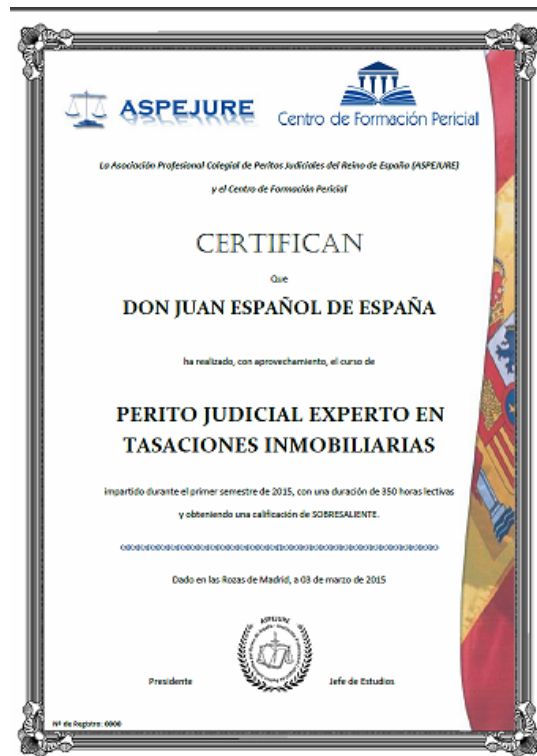 ASPEJURE
Centro de Formación Pericial
La Asociación Profesional Colegial de Peritos Judiciales del Reino de España (ASPEJURE)
y el Centro de Formación Pericial
CERTIFICAN
Que
DON JUAN ESPAÑOL DE ESPAÑA
ha realizado, con aprovechamiento, el curso de
PERITO JUDICIAL EXPERTO EN
TASACIONES INMOBILIARIAS
impartido durante el primer semestre de 2015, con una duración de 350 horas lectivas
y obteniendo una calificación de SOBRESALIENTE.
Dado en las Rozas de Madrid, a 03 de marzo de 2015
ASPEJURE
Presidente
Jefe de Estudios
Nº de Registro: 0000